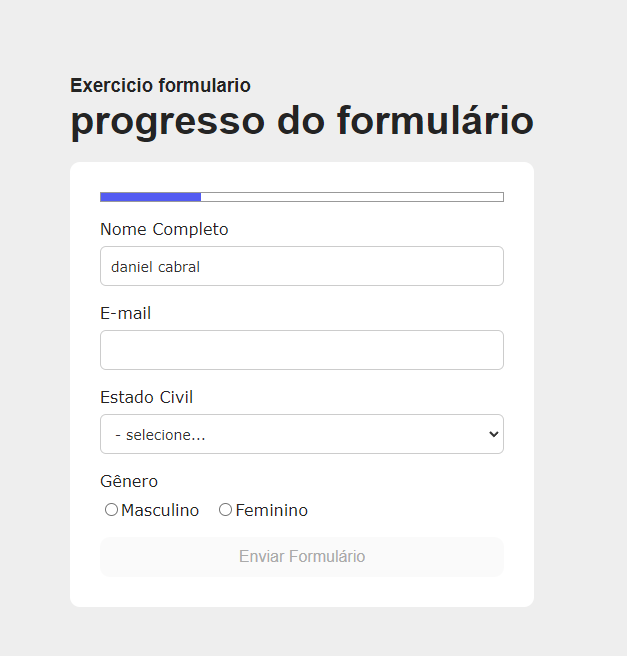 Exercicio formulario
progresso do formulário
Nome Completo
daniel cabral
E-mail
Estado Civil
- selecione...
Gênero
Masculino Feminino
Enviar Formulário